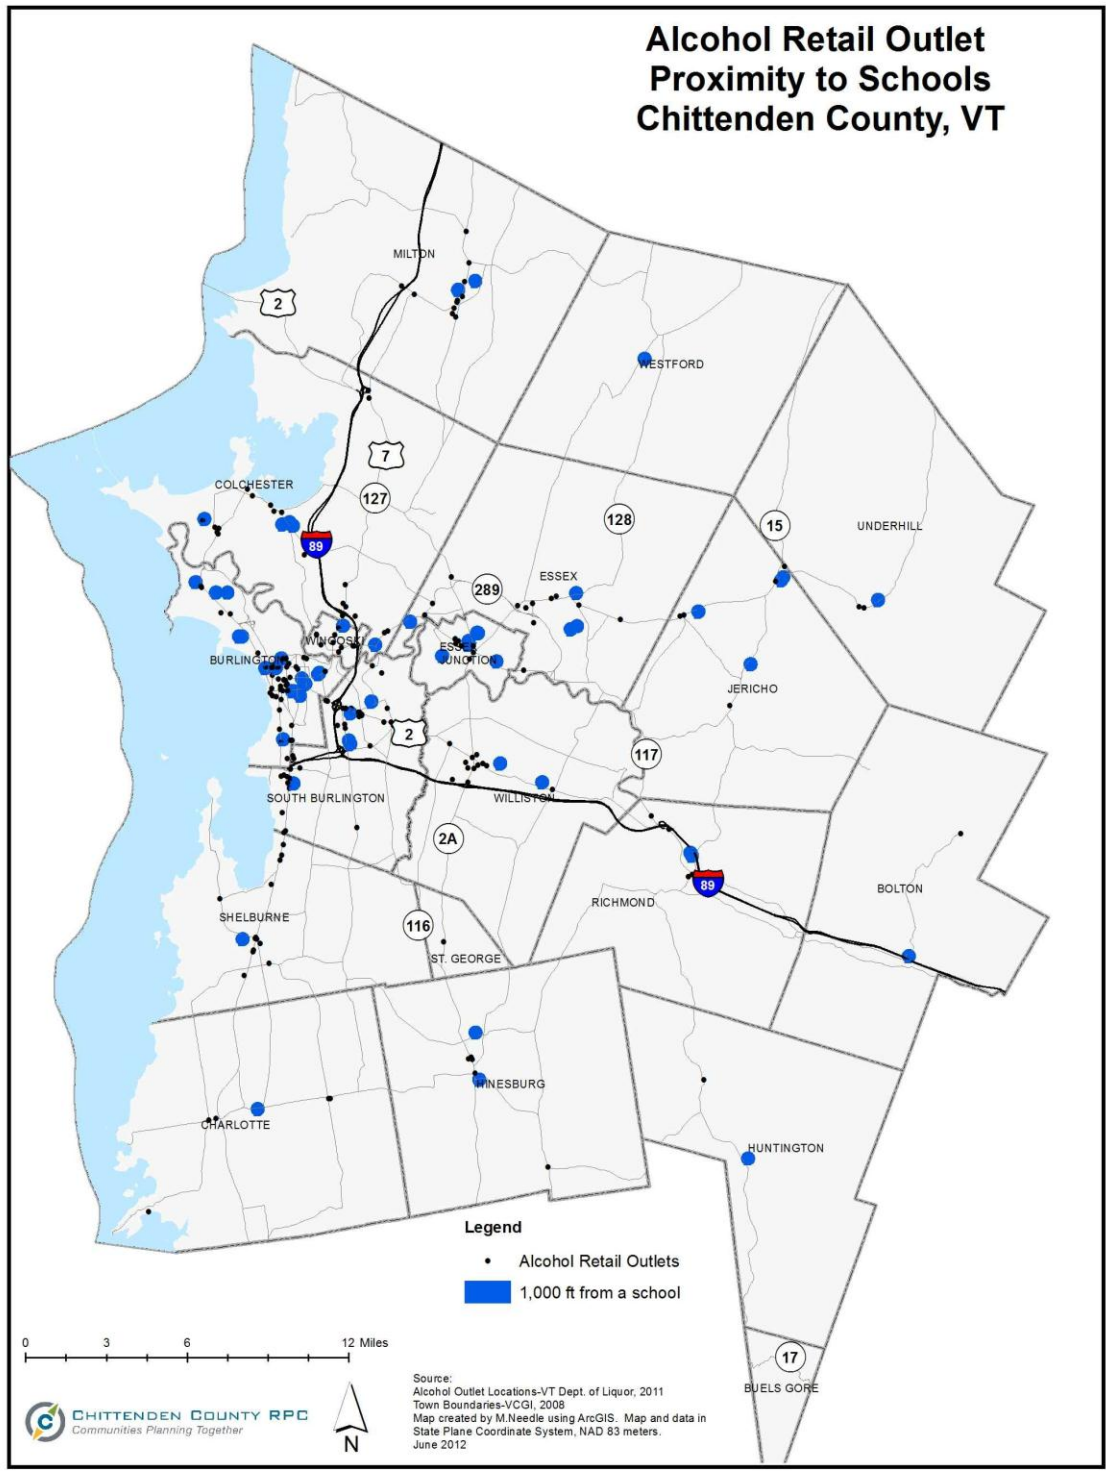 Alcohol Retail Outlet
Proximity to Schools
Chittenden County, VT
MILTON
2
WESTFORD
7
COLCHESTER
127
128
15
UNDERHILL
89
ESSEX
289
WINOOSKI
ESSEX
JUNCTION
BURLINGTON
JERICHO
2
117
SOUTH BURLINGTON
WILLISTON
2A
89
BOLTON
RICHMOND
SHELBURNE
116
ST. GEORGE
HINESBURG
CHARLOTTE
HUNTINGTON
Legend
Alcohol Retail Outlets
1,000 ft from a school
0 3 6 12 Miles
17
BUELS GORE
Source:
Alcohol Outlet Locations-VT Dept. of Liquor, 2011
Town Boundaries-VCGI, 2008
Map created by M.Needle using ArcGIS. Map and data in
State Plane Coordinate System, NAD 83 meters.
June 2012
C
CHITTENDEN COUNTY RPC
Communities Planning Together
N